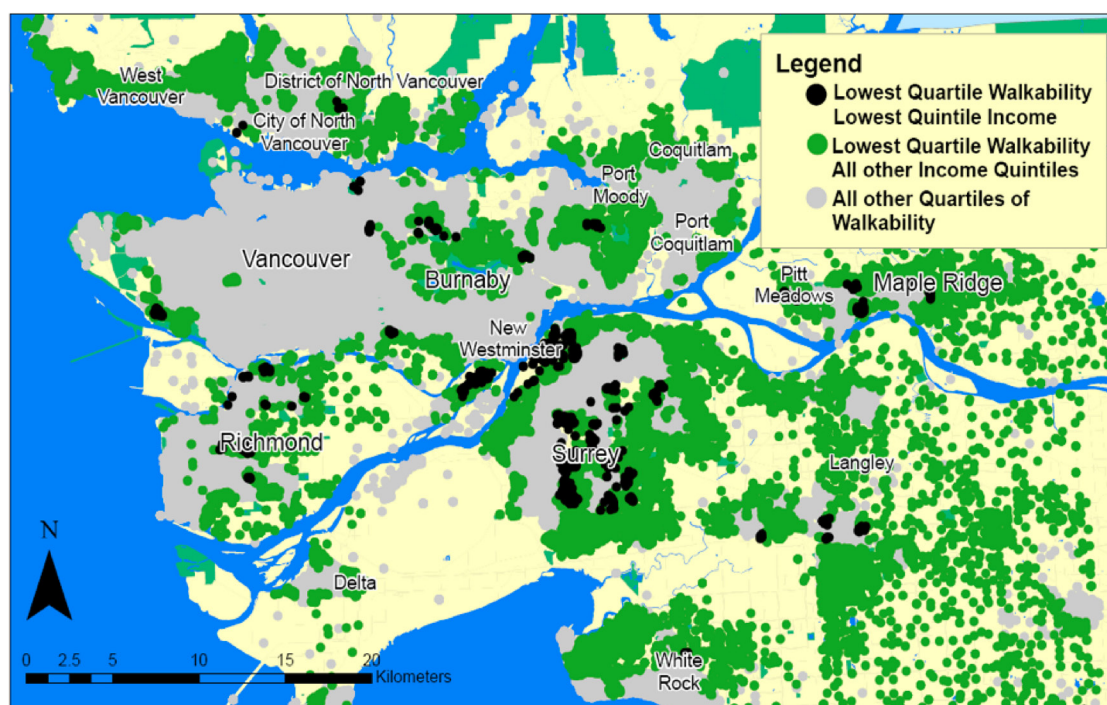 Legend
Lowest Quartile Walkability
Lowest Quintile Income
Lowest Quartile Walkability
All other Income Quintiles
All other Quartiles of
Walkability
West
Vancouver
District of North Vancouver
City of North
Vancouver
Coquitlam
Port
Moody
Port
Coquitlam
Vancouver
Burnaby
Pitt
Meadows
Maple Ridge
New
Westminster
Richmond
Surrey
Langley
Delta
White
Rock
N
0 2.5 5 10 15 20
Kilometers